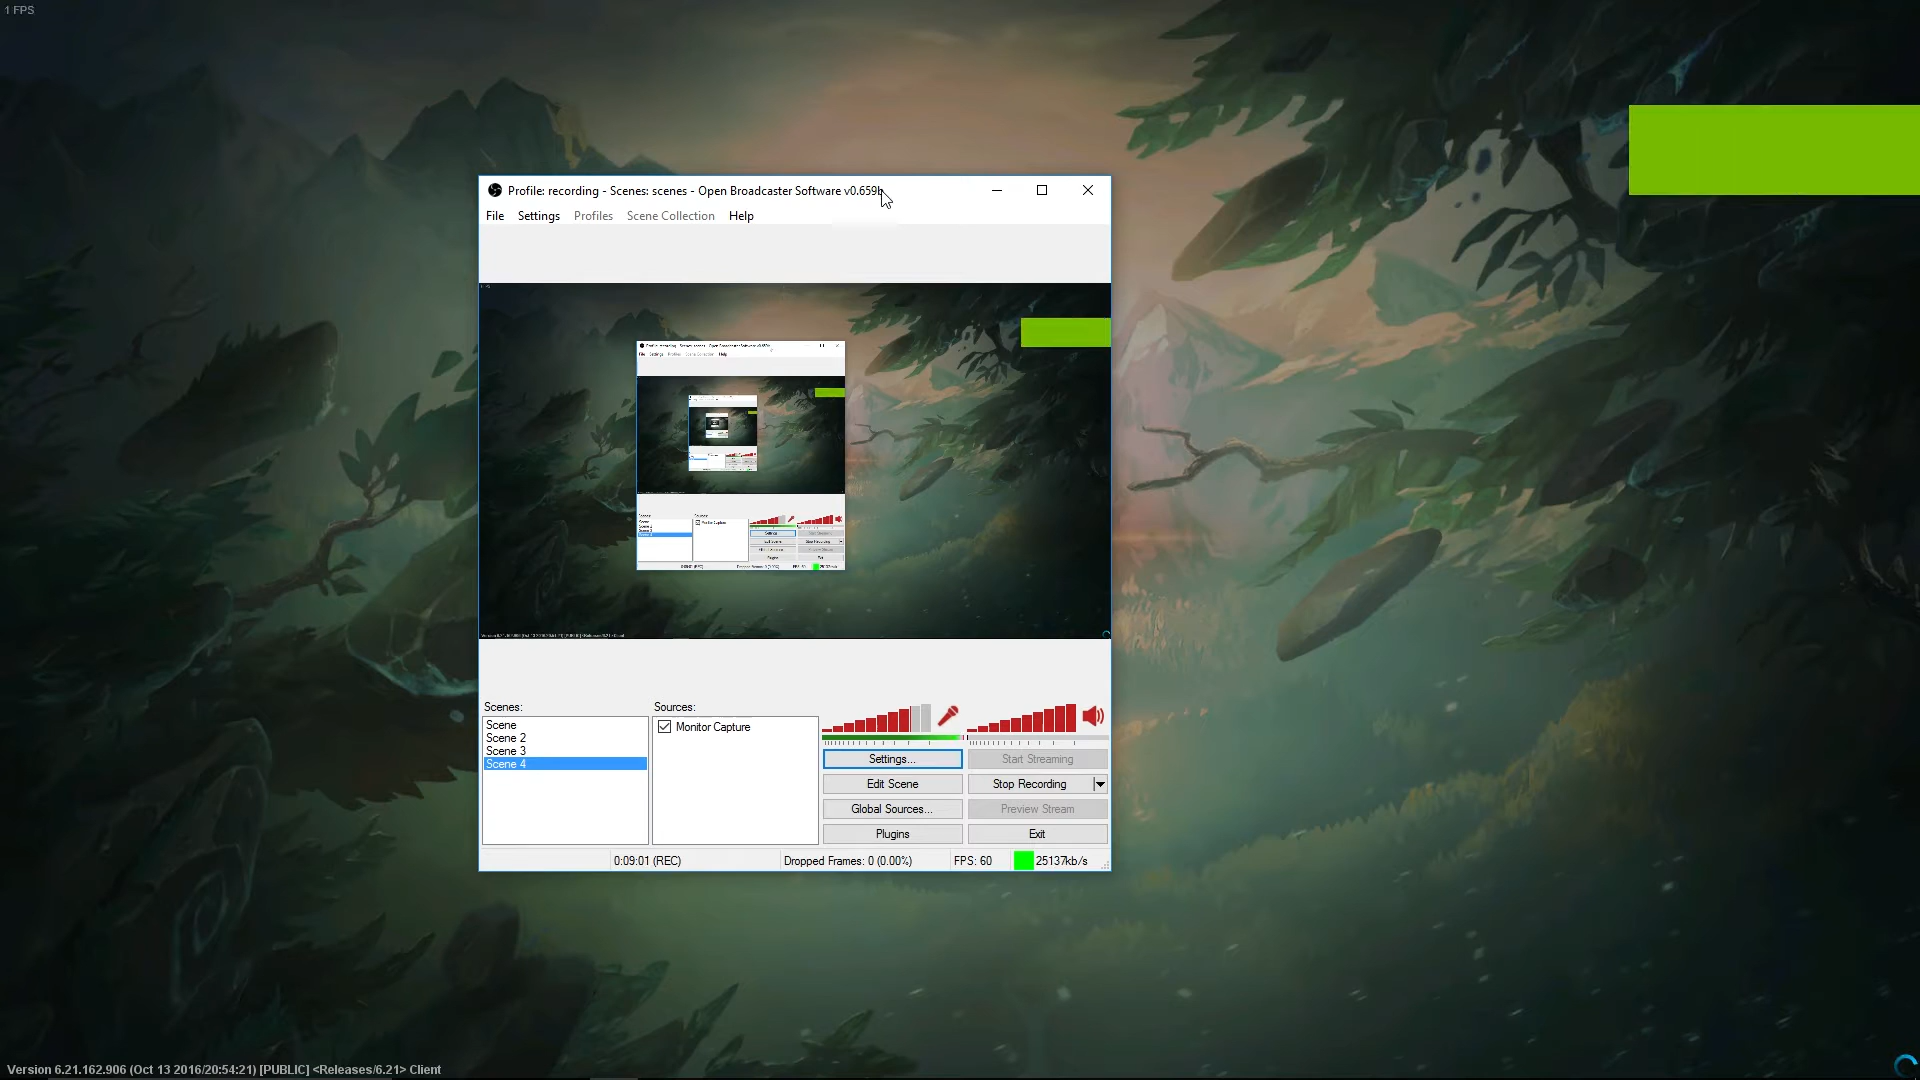 1 FPS
Profile: recording - Scenes: scenes - Open Broadcaster Software v0.659b
File Settings Profiles Scene Collection Help
Scenes: Sources:
Scene
Scene 2
Scene 3
Scene 4
Monitor Capture
Settings... Start Streaming
Edit Scene Stop Recording
Global Sources... Preview Stream
Plugins Exit
0:09:01 (REC) Dropped Frames: 0 (0.00%) FPS: 60 25137kb/s
Version 6.21.162.906 (Oct 13 2016/20:54:21) [PUBLIC] <Releases/6.21> Client